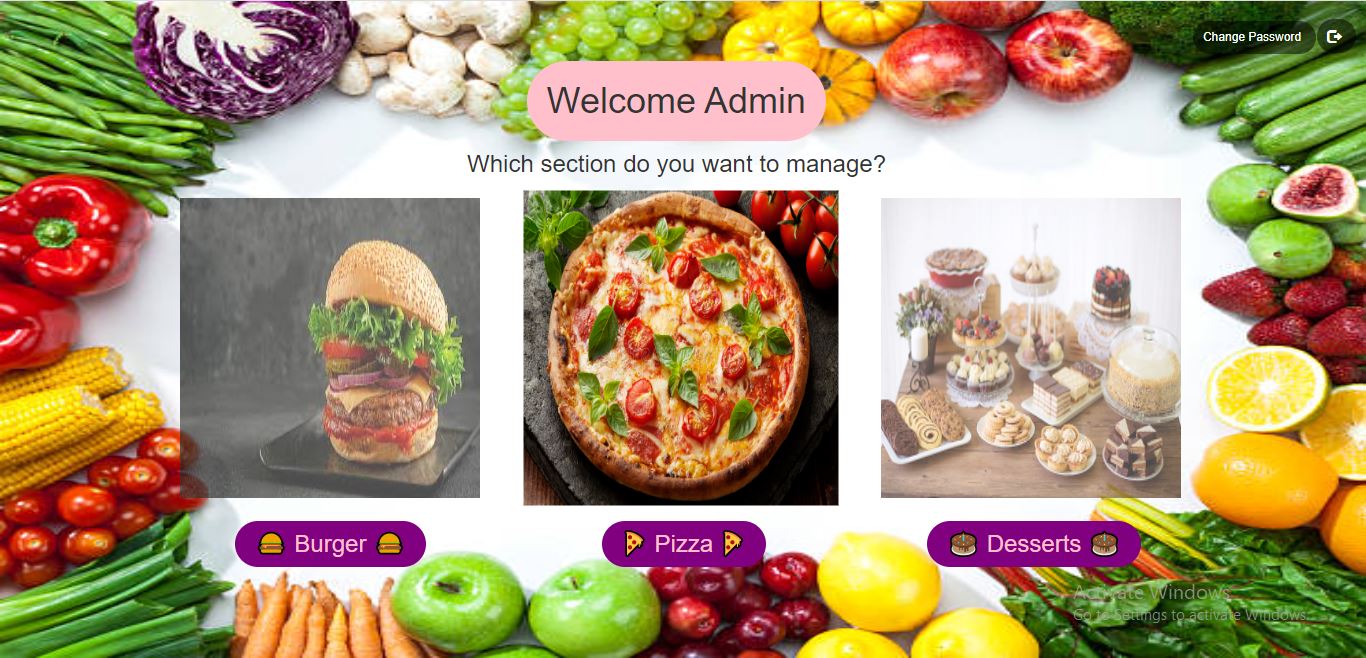 Change Password
Welcome Admin
Which section do you want to manage?
🍔 Burger 🍔
🍕 Pizza 🍕
🎂 Desserts 🎂
Activate Windows
Go to Settings to activate Windows.